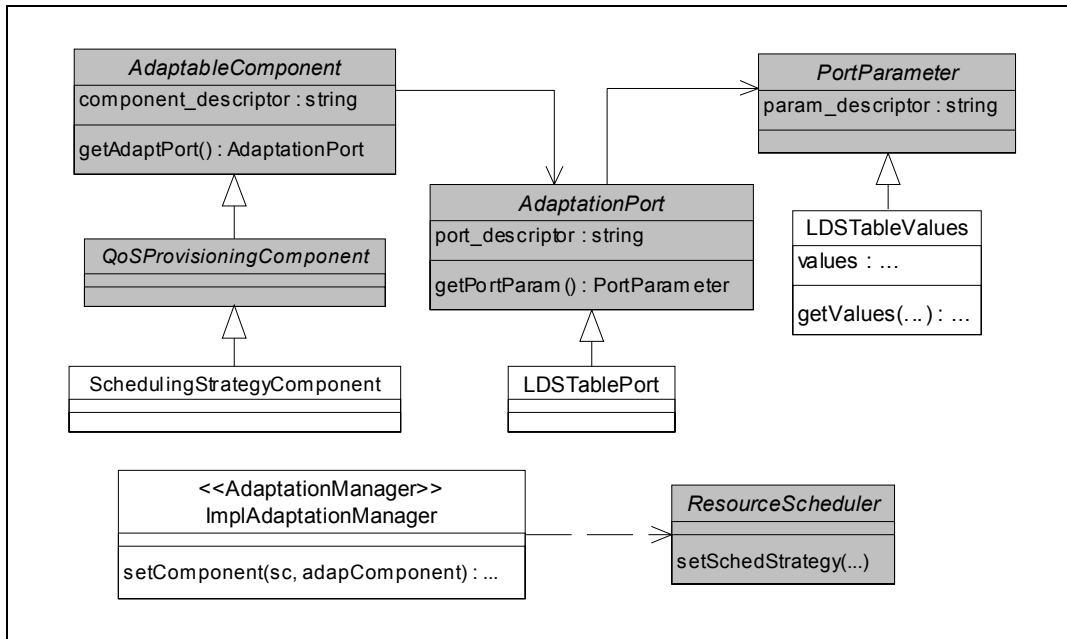 AdaptableComponent
component_descriptor : string
getAdaptPort() : AdaptationPort
PortParameter
param_descriptor : string
AdaptationPort
port_descriptor : string
getPortParam() : PortParameter
LDSTableValues
values : ...
getValues(...) : ...
QoSProvisioningComponent
SchedulingStrategyComponent
LDSTablePort
<<AdaptationManager>>
ImplAdaptationManager
setComponent(sc, adapComponent) : ...
ResourceScheduler
setSchedStrategy(...)